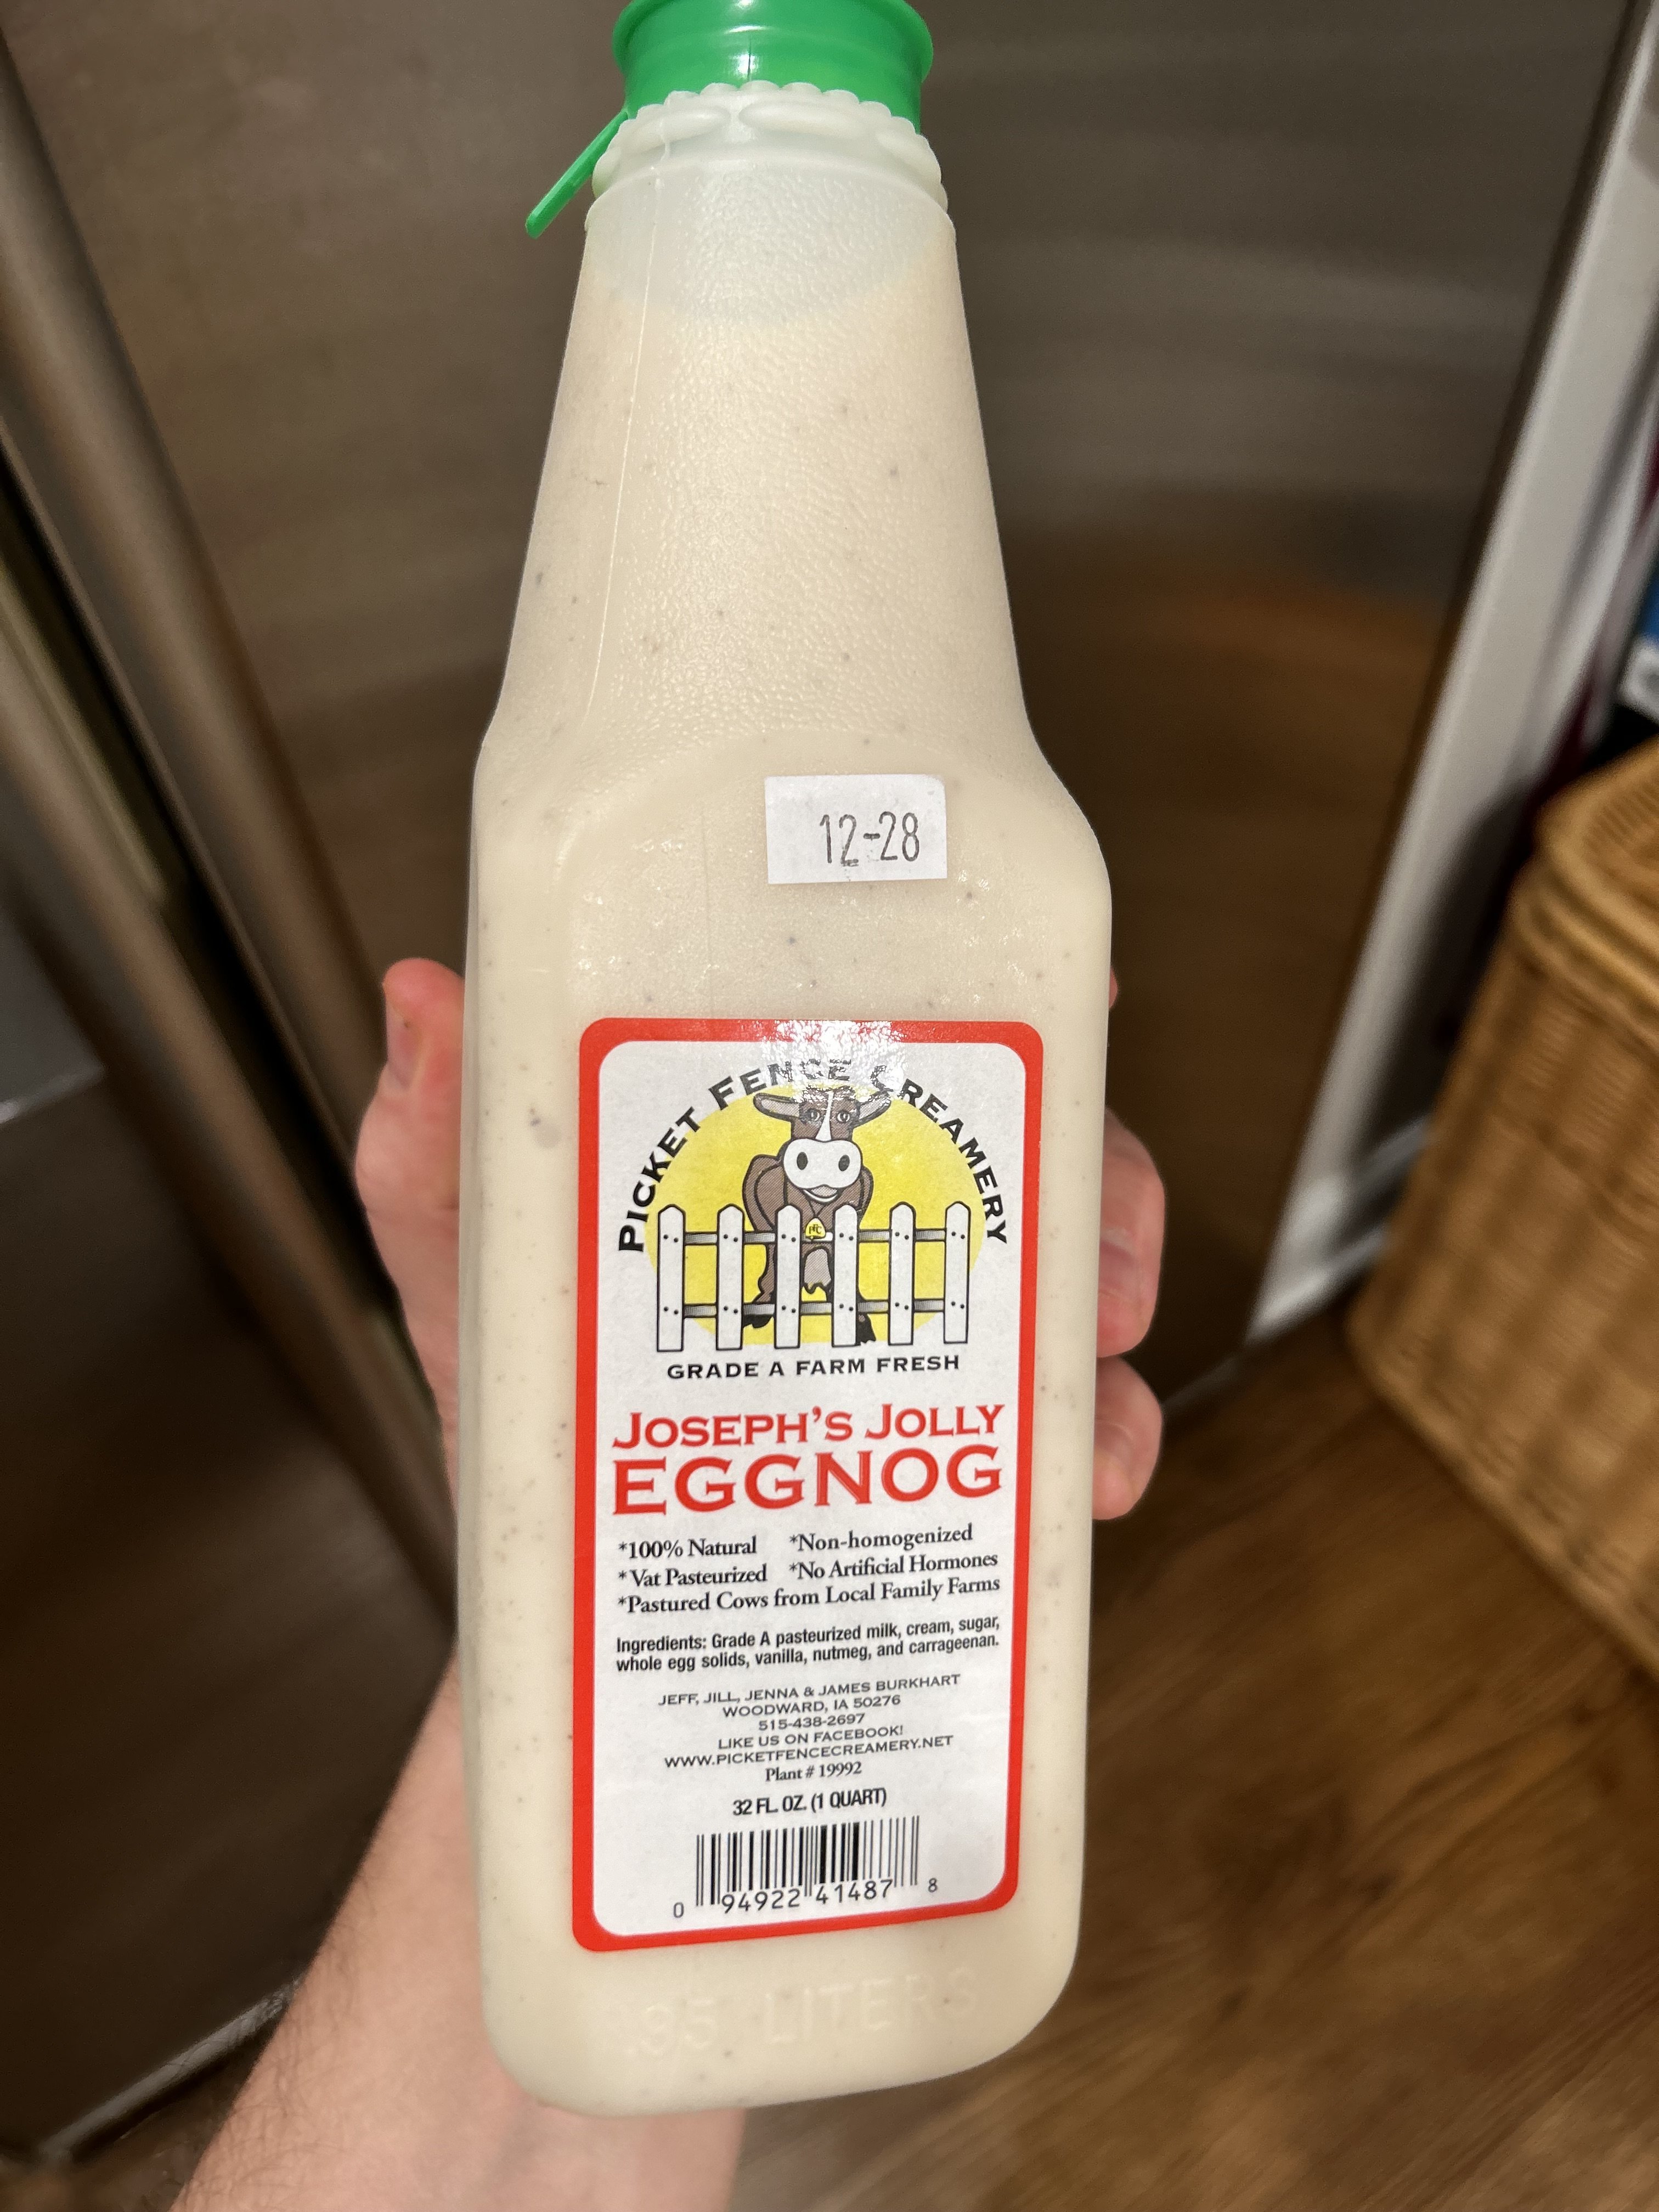 12-28
PICKET FENCE CREAMERY
PFC
GRADE A FARM FRESH
JOSEPH'S JOLLY
EGGNOG
*100% Natural *Non-homogenized
*Vat Pasteurized *No Artificial Hormones
*Pastured Cows from Local Family Farms
Ingredients: Grade A pasteurized milk, cream, sugar,
whole egg solids, vanilla, nutmeg, and carrageenan.
JEFF, JILL, JENNA & JAMES BURKHART
WOODWARD, IA 50276
515-438-2697
LIKE US ON FACEBOOK!
WWW.PICKETFENCECREAMERY.NET
Plant # 19992
32 FL. OZ. (1 QUART)
0 94922 41487 8
95 LITERS